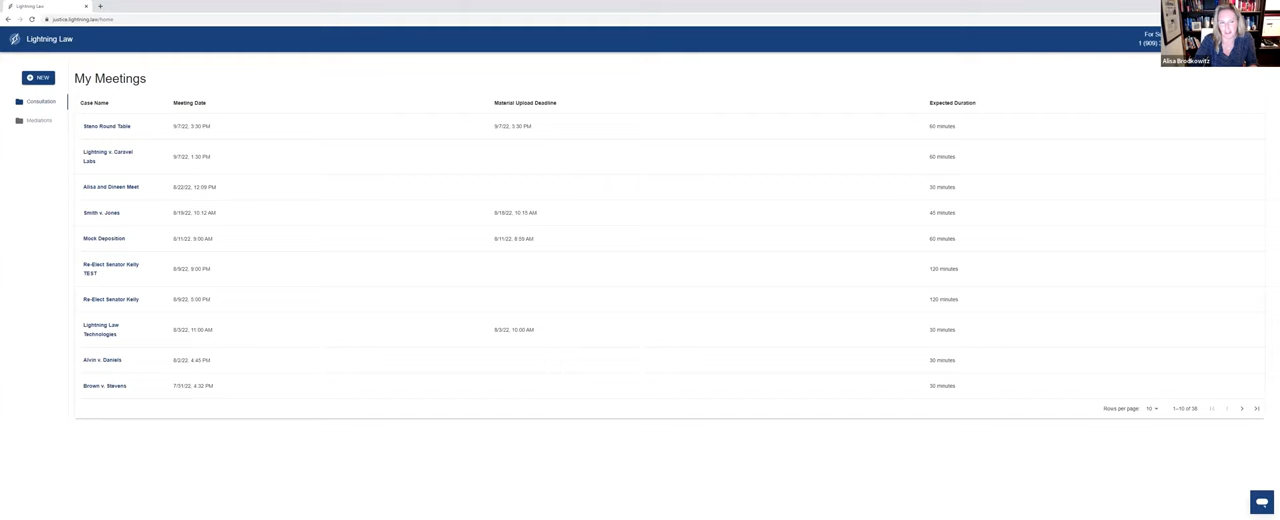 Lightning Law
justice.lightning.law/home
Lightning Law
For
1 (909)
Alisa Brodkowitz
NEW
Consultation
Mediations
My Meetings
Case Name Meeting Date Material Upload Deadline Expected Duration
Steno Round Table 9/7/22, 3:30 PM 9/7/22, 3:30 PM 60 minutes
Lightning v. Caravel
Labs 9/7/22, 1:30 PM 60 minutes
Alisa and Dineen Meet 8/22/22, 12:09 PM 30 minutes
Smith v. Jones 8/19/22, 10:12 AM 8/18/22, 10:15 AM 45 minutes
Mock Deposition 8/11/22, 9:00 AM 8/11/22, 8:59 AM 60 minutes
Re-Elect Senator Kelly
TEST 8/9/22, 9:00 PM 120 minutes
Re-Elect Senator Kelly 8/9/22, 5:00 PM 120 minutes
Lightning Law
Technologies 8/3/22, 11:00 AM 8/3/22, 10:00 AM 30 minutes
Alvin v. Daniels 8/2/22, 4:45 PM 30 minutes
Brown v. Stevens 7/31/22, 4:32 PM 30 minutes
Rows per page: 10 1–10 of 38